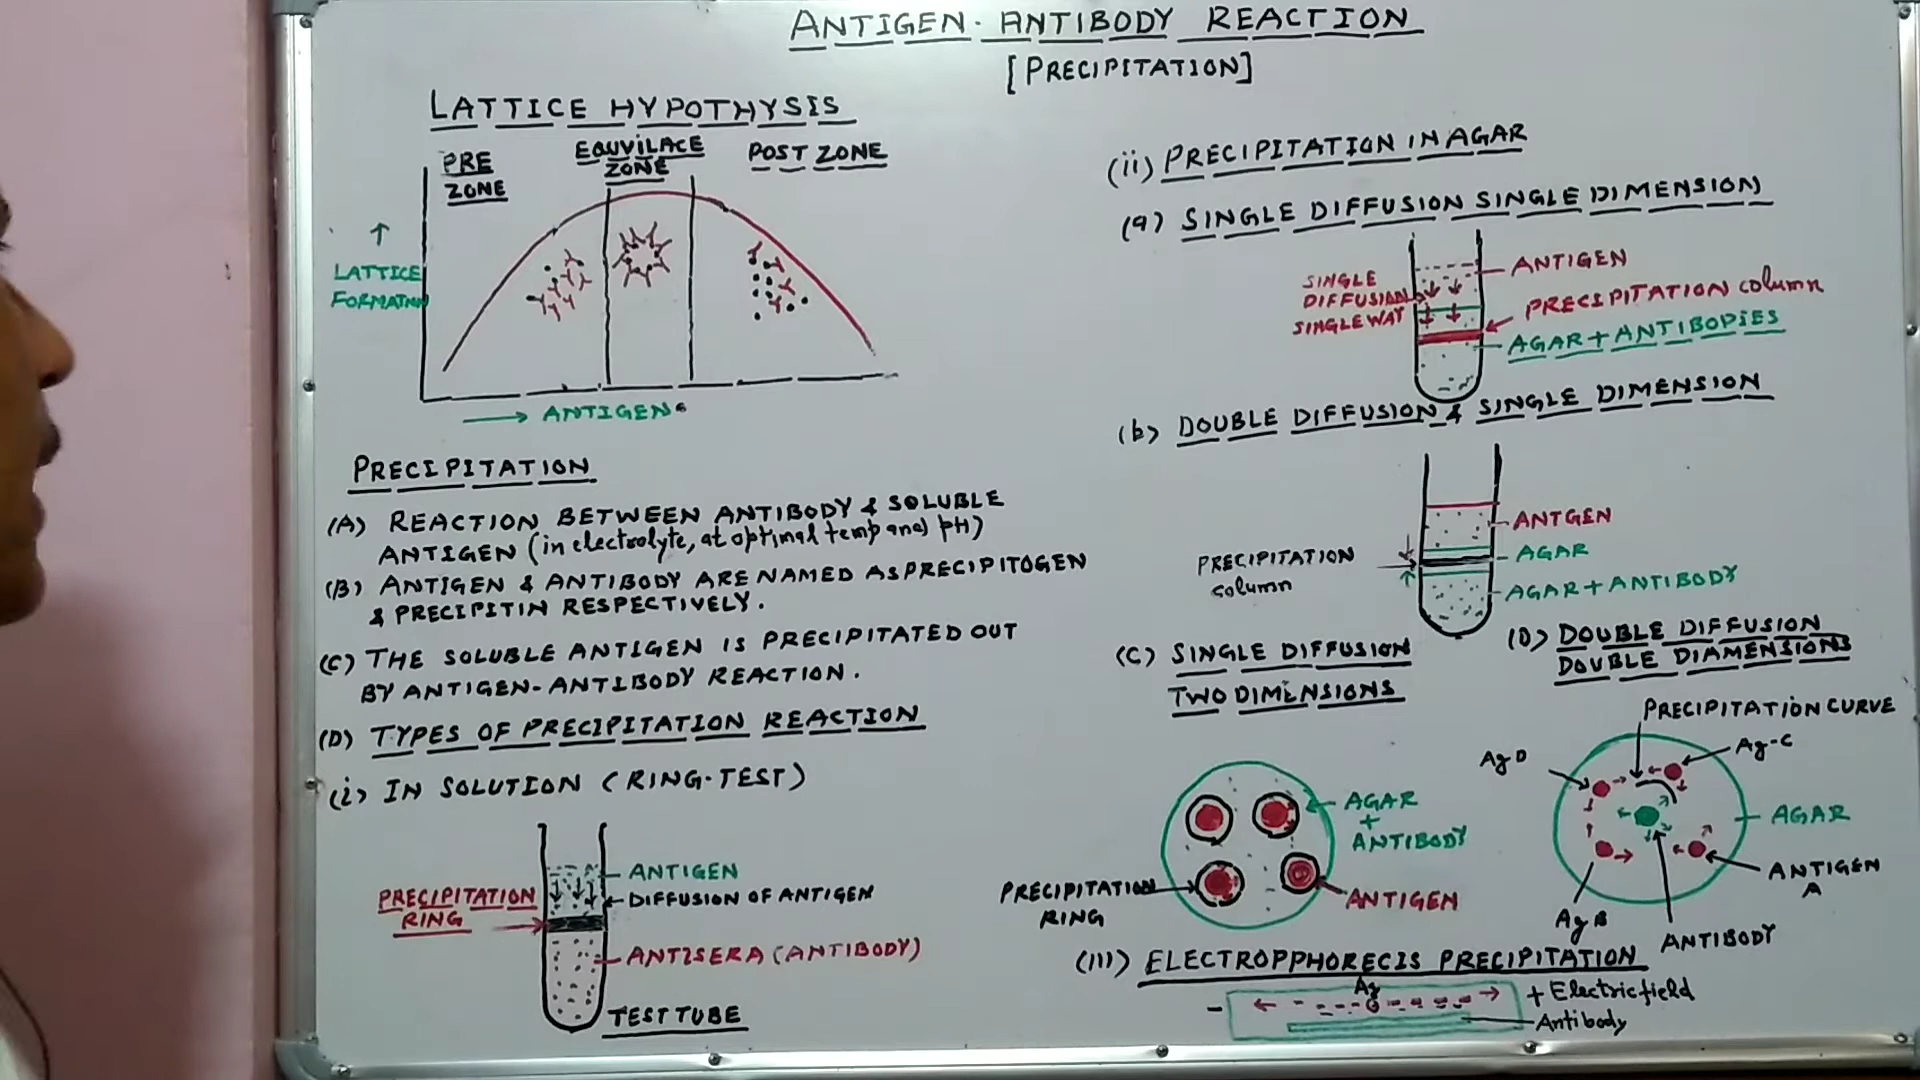 ANTIGEN-ANTIBODY REACTION
[PRECIPITATION]
LATTICE HYPOTHYSIS
PRE
ZONE
EQUVILACE
ZONE
POST ZONE
↑
LATTICE
FORMATNN
→ ANTIGENS
PRECIPITATION
(A) REACTION BETWEEN ANTIBODY & SOLUBLE
ANTIGEN (in electrolyte, at optimal temp and pH)
(B) ANTIGEN & ANTIBODY ARE NAMED AS PRECIPITOGEN
& PRECIPITIN RESPECTIVELY.
(C) THE SOLUBLE ANTIGEN IS PRECIPITATED OUT
BY ANTIGEN-ANTIBODY REACTION.
(D) TYPES OF PRECIPITATION REACTION
(i) IN SOLUTION (RING-TEST)
ANTIGEN
DIFFUSION OF ANTIGEN
PRECIPITATION
RING
ANTISERA (ANTIBODY)
TEST TUBE
(ii) PRECIPITATION IN AGAR
(a) SINGLE DIFFUSION SINGLE DIMENSION
ANTIGEN
SINGLE
DIFFUSION
SINGLE WAY
PRECIPITATION column
AGAR + ANTIBODIES
(b) DOUBLE DIFFUSION & SINGLE DIMENSION
ANTGEN
AGAR
PRECIPITATION
column
AGAR + ANTIBODY
(C) SINGLE DIFFUSION
TWO DIMENSIONS
AGAR
+
ANTIBODY
PRECIPITATION
RING
ANTIGEN
(D) DOUBLE DIFFUSION
DOUBLE DIAMENSIONS
PRECIPITATION CURVE
Ag D
Ag-C
AGAR
ANTIGEN
A
Ag B
ANTIBODY
(III) ELECTROPPHORECIS PRECIPITATION
Ag
- + Electric field
Antibody